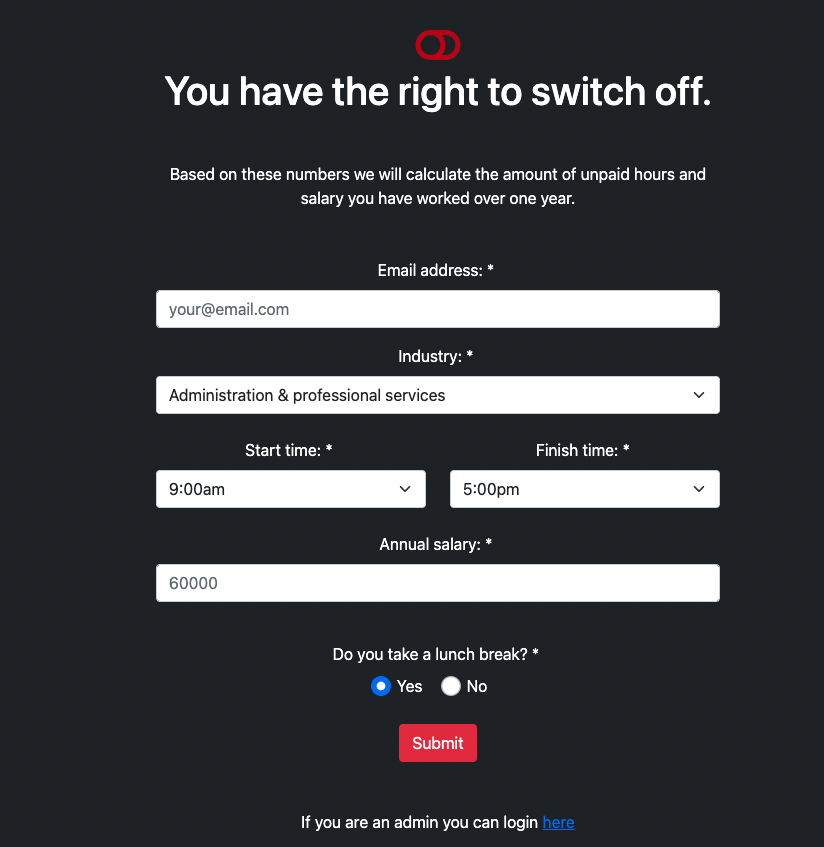 You have the right to switch off.
Based on these numbers we will calculate the amount of unpaid hours and
salary you have worked over one year.
Email address: *
your@email.com
Industry: *
Administration & professional services
Start time: * Finish time: *
9:00am 5:00pm
Annual salary: *
60000
Do you take a lunch break? *
Yes No
Submit
If you are an admin you can login here